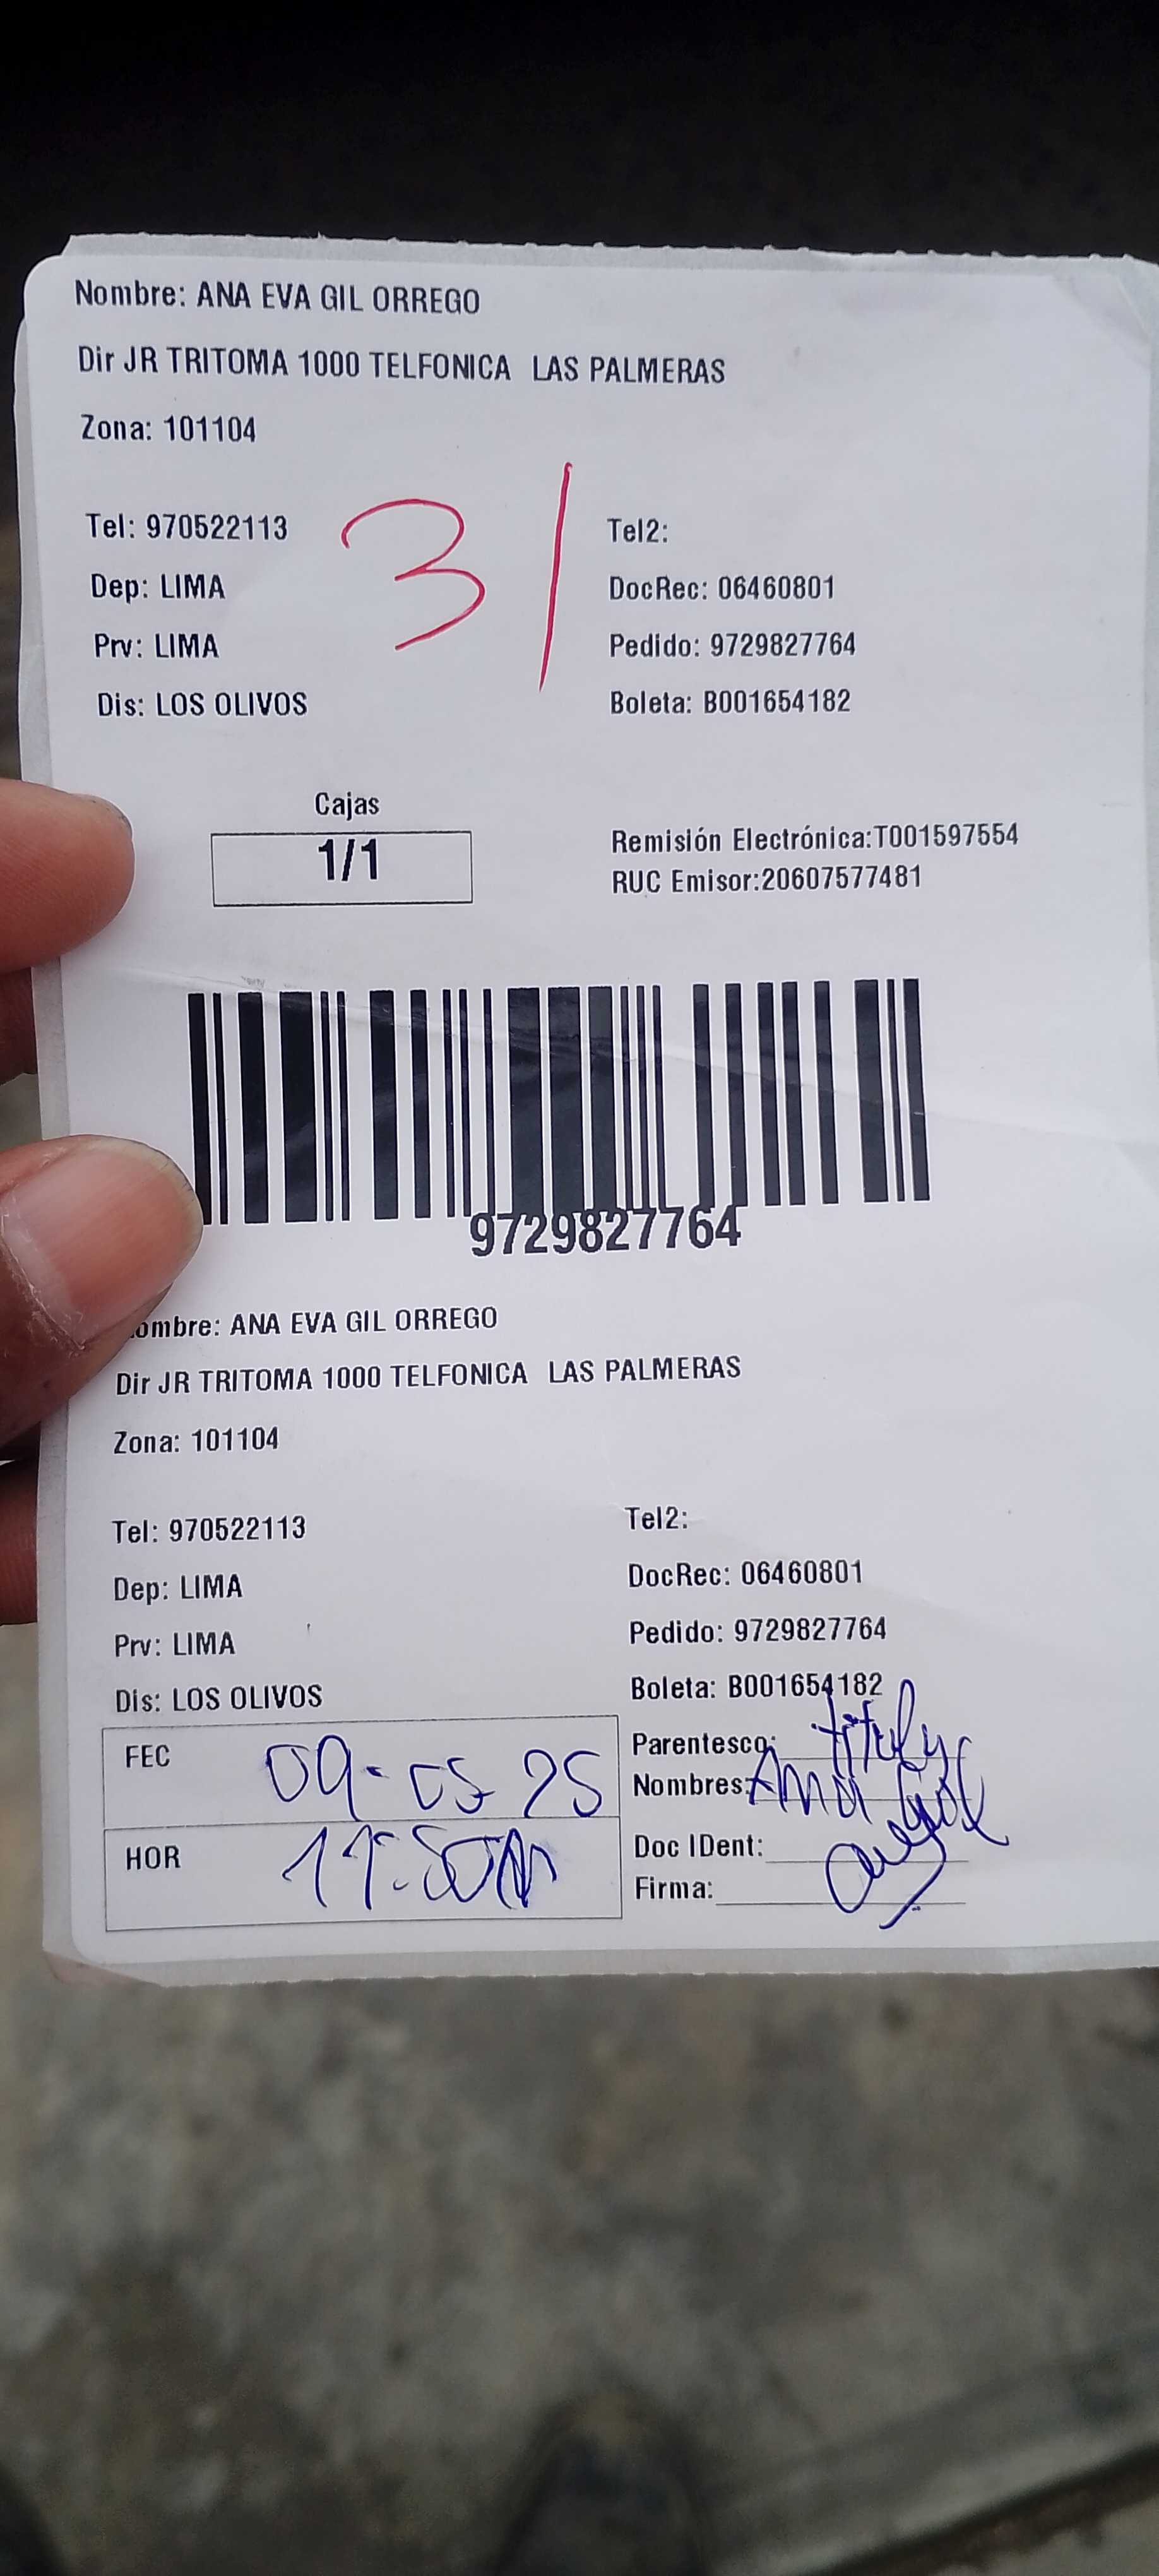 Nombre: ANA EVA GIL ORREGO
Dir JR TRITOMA 1000 TELFONICA LAS PALMERAS
Zona: 101104
31
Tel: 970522113
Tel2:
Dep: LIMA
DocRec: 06460801
Prv: LIMA
Pedido: 9729827764
Dis: LOS OLIVOS
Boleta: B001654182
Cajas
1/1
Remisión Electrónica:T001597554
RUC Emisor:20607577481
9729827764
ombre: ANA EVA GIL ORREGO
Dir JR TRITOMA 1000 TELFONICA LAS PALMERAS
Zona: 101104
Tel: 970522113
Tel2:
Dep: LIMA
DocRec: 06460801
Prv: LIMA
Pedido: 9729827764
Dis: LOS OLIVOS
Boleta: B001654182
FEC 09-05 25
Parentesco:
Nombres: Ana Gil
HOR
Doc IDent:
Firma: